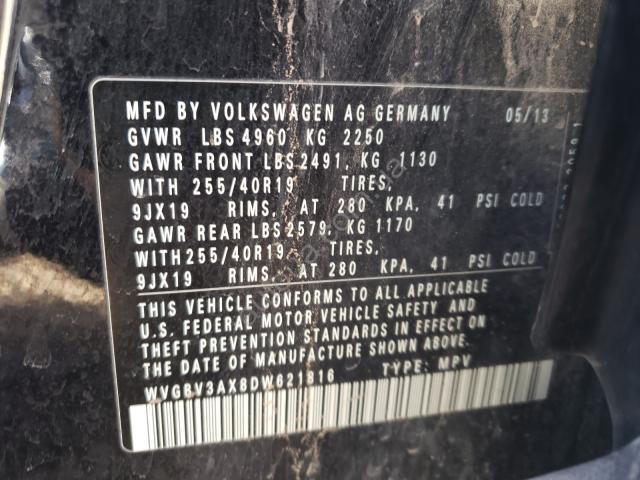 MFD BY VOLKSWAGEN AG GERMANY 05/13
GVWR LBS 4960 KG 2250
GAWR FRONT LBS 2491, KG 1130
WITH 255/40R19 TIRES,
9JX19 RIMS, AT 280 KPA, 41 PSI COLD
GAWR REAR LBS 2579, KG 1170
WITH 255/40R19 TIRES,
9JX19 RIMS, AT 280 KPA, 41 PSI COLD
THIS VEHICLE CONFORMS TO ALL APPLICABLE
U.S. FEDERAL MOTOR VEHICLE SAFETY AND
THEFT PREVENTION STANDARDS IN EFFECT ON
THE DATE OF MANUFACTURE SHOWN ABOVE.
WVGBV3AX8DW621816 TYPE: MPV